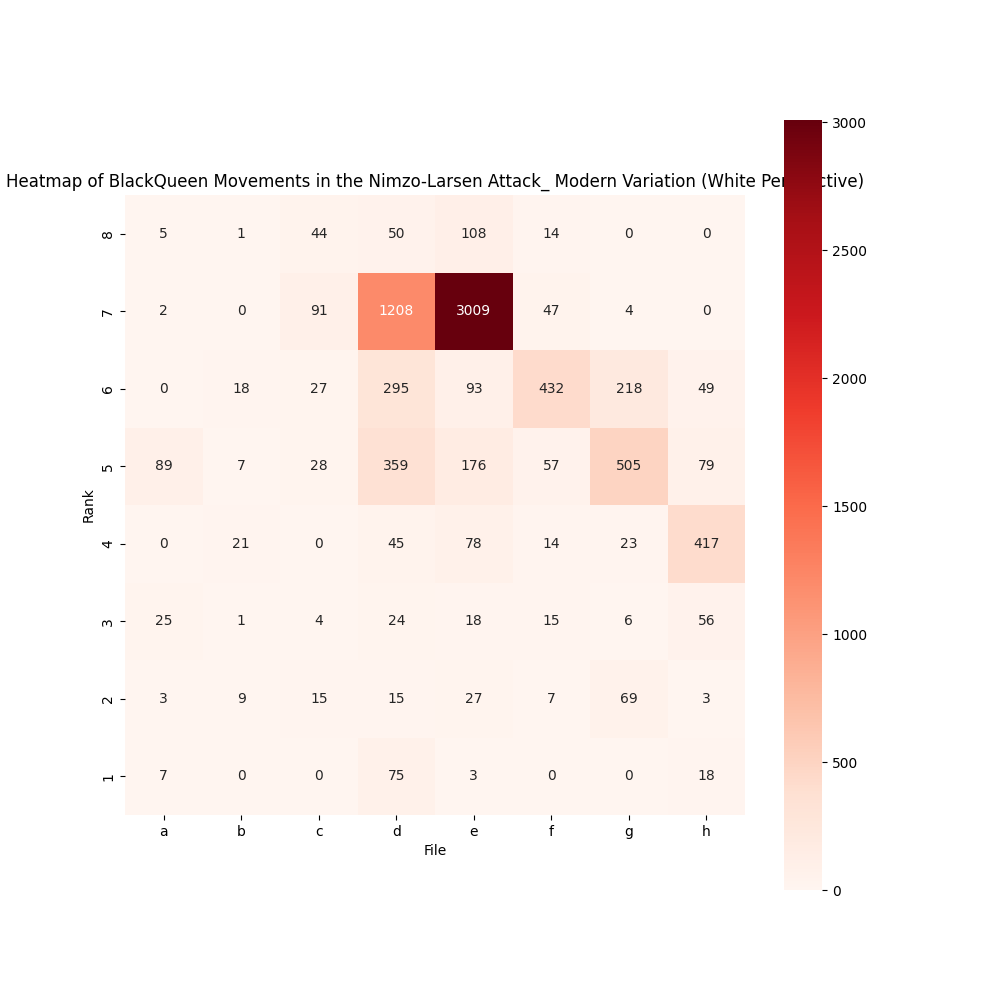 3000
Heatmap of BlackQueen Movements in the Nimzo-Larsen Attack_ Modern Variation (White Per ctive)
8 5 1 44 50 108 14 0 0
2500
7 2 0 91 1208 3009 47 4 0
2000
6 0 18 27 295 93 432 218 49
5 89 7 28 359 176 57 505 79
1500
Rank
4 0 21 0 45 78 14 23 417
1000
3 25 1 4 24 18 15 6 56
2 3 9 15 15 27 7 69 3
500
1 7 0 0 75 3 0 0 18
a b c d e f g h
File
0